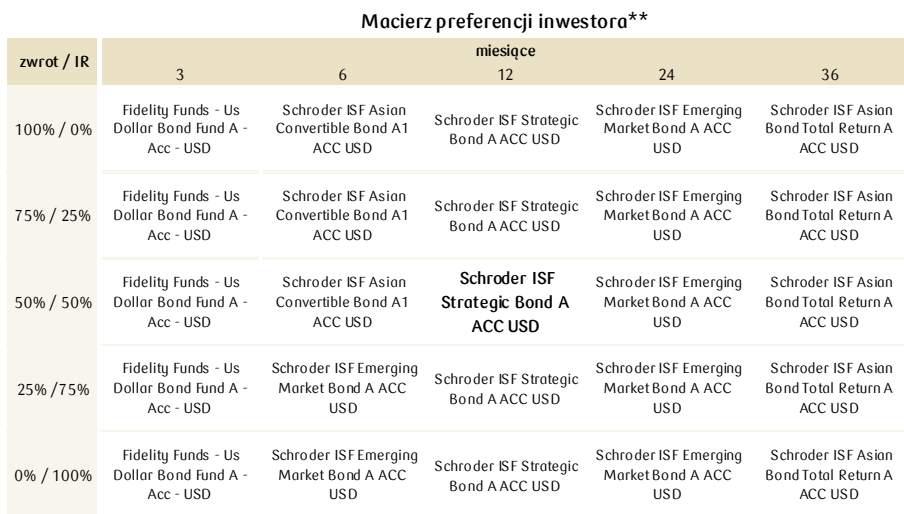 Macierz preferencji inwestora**
zwrot / IR
miesiące
3 6 12 24 36
100% / 0%
Fidelity Funds - Us
Dollar Bond Fund A -
Acc - USD
Schroder ISF Asian
Convertible Bond A1
ACC USD
Schroder ISF Strategic
Bond A ACC USD
Schroder ISF Emerging
Market Bond A ACC
USD
Schroder ISF Asian
Bond Total Return A
ACC USD
75% / 25%
Fidelity Funds - Us
Dollar Bond Fund A -
Acc - USD
Schroder ISF Asian
Convertible Bond A1
ACC USD
Schroder ISF Strategic
Bond A ACC USD
Schroder ISF Emerging
Market Bond A ACC
USD
Schroder ISF Asian
Bond Total Return A
ACC USD
50% / 50%
Fidelity Funds - Us
Dollar Bond Fund A -
Acc - USD
Schroder ISF Asian
Convertible Bond A1
ACC USD
Schroder ISF
Strategic Bond A
ACC USD
Schroder ISF Emerging
Market Bond A ACC
USD
Schroder ISF Asian
Bond Total Return A
ACC USD
25% /75%
Fidelity Funds - Us
Dollar Bond Fund A -
Acc - USD
Schroder ISF Emerging
Market Bond A ACC
USD
Schroder ISF Strategic
Bond A ACC USD
Schroder ISF Emerging
Market Bond A ACC
USD
Schroder ISF Asian
Bond Total Return A
ACC USD
0% / 100%
Fidelity Funds - Us
Dollar Bond Fund A -
Acc - USD
Schroder ISF Emerging
Market Bond A ACC
USD
Schroder ISF Strategic
Bond A ACC USD
Schroder ISF Emerging
Market Bond A ACC
USD
Schroder ISF Asian
Bond Total Return A
ACC USD